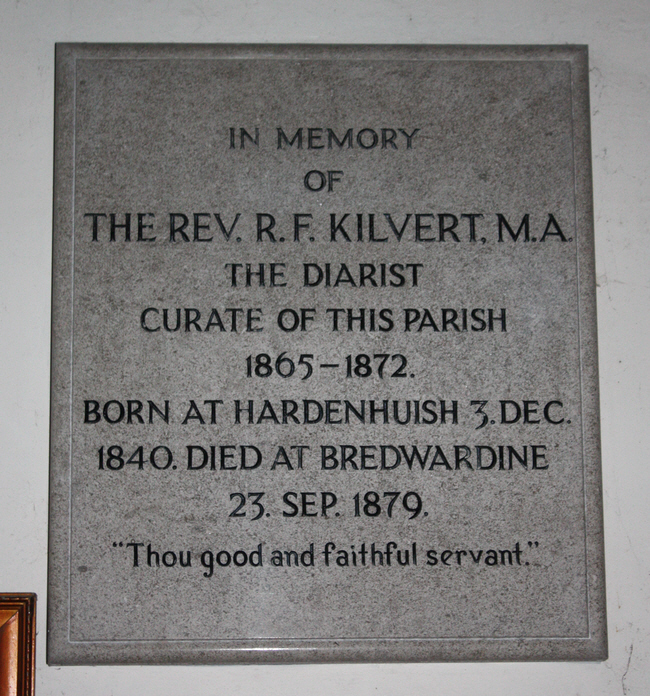 IN MEMORY
OF
THE REV. R. F. KILVERT, M.A.
THE DIARIST
CURATE OF THIS PARISH
1865–1872.
BORN AT HARDENHUISH 3. DEC.
1840. DIED AT BREDWARDINE
23. SEP. 1879.
“Thou good and faithful servant.”